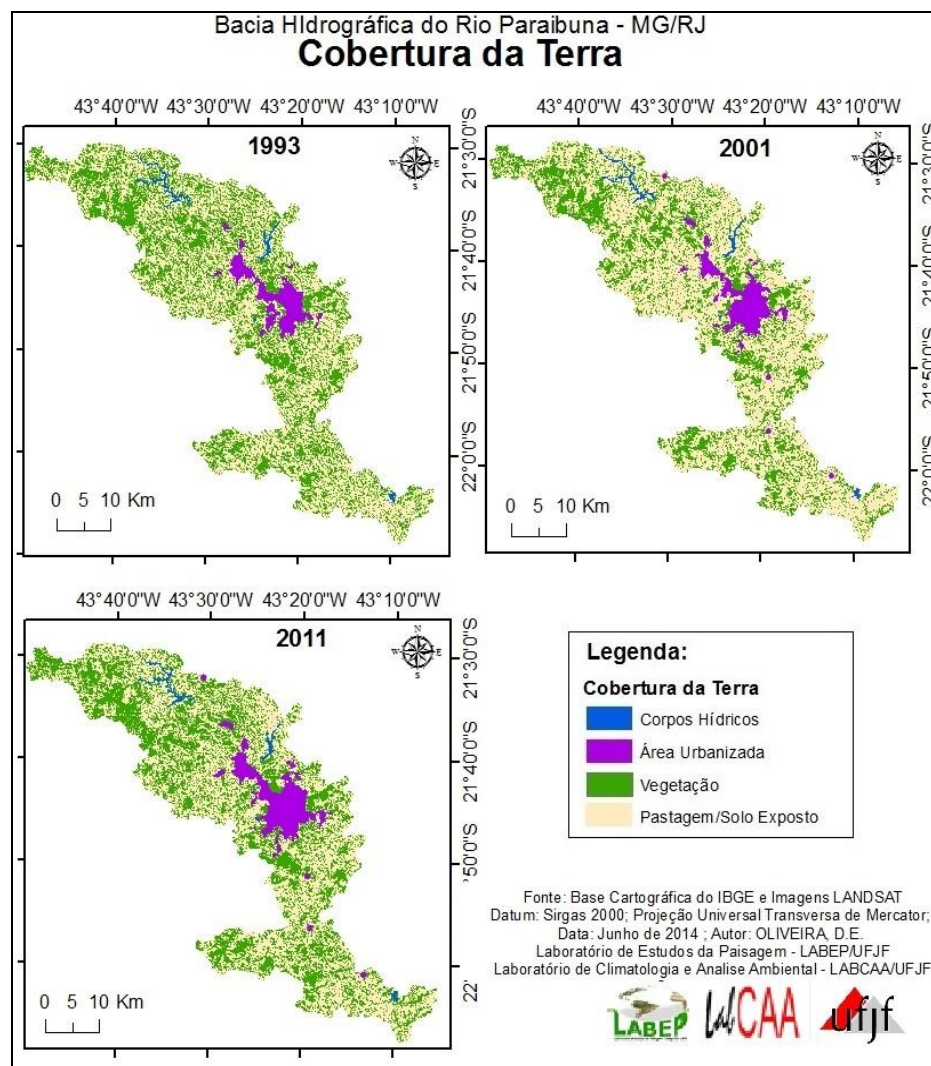 Bacia HIdrográfica do Rio Paraibuna - MG/RJ
Cobertura da Terra
43°40'0"W 43°30'0"W 43°20'0"W 43°10'0"W
1993
N
W E
S
21°30'0"S
21°40'0"S
21°50'0"S
22°0'0"S
0 5 10 Km
43°40'0"W 43°30'0"W 43°20'0"W 43°10'0"W
2001
N
W E
S
21°30'0"S
21°40'0"S
21°50'0"S
22°0'0"S
0 5 10 Km
43°40'0"W 43°30'0"W 43°20'0"W 43°10'0"W
2011
N
W E
S
21°30'0"S
21°40'0"S
°50'0"S
22°
0 5 10 Km
Legenda:
Cobertura da Terra
Corpos Hídricos
Área Urbanizada
Vegetação
Pastagem/Solo Exposto
Fonte: Base Cartográfica do IBGE e Imagens LANDSAT
Datum: Sirgas 2000; Projeção Universal Transversa de Mercator;
Data: Junho de 2014 ; Autor: OLIVEIRA, D.E.
Laboratório de Estudos da Paisagem - LABEP/UFJF
Laboratório de Climatologia e Analise Ambiental - LABCAA/UFJF
LABEP
LabCAA
ufjf